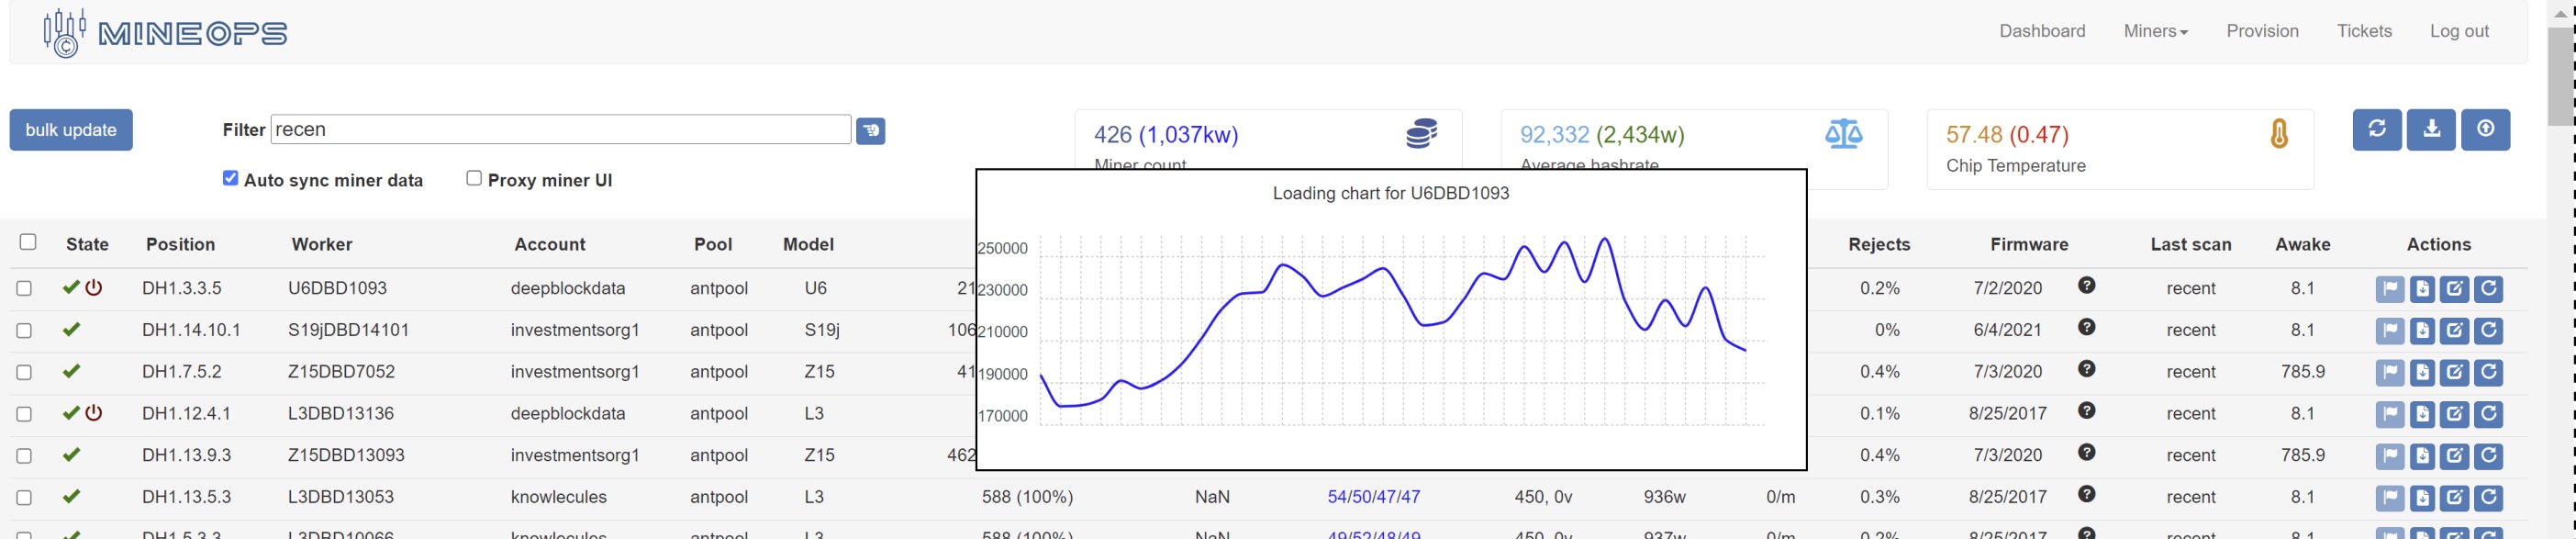 MINEOPS
Dashboard Miners Provision Tickets Log out
bulk update
Filter recen
426 (1,037kw)
Miner count
92,332 (2,434w)
Average hashrate
57.48 (0.47)
Chip Temperature
Auto sync miner data Proxy miner UI
Loading chart for U6DBD1093
250000
230000
210000
190000
170000
State Position Worker Account Pool Model Rejects Firmware Last scan Awake Actions
DH1.3.3.5 U6DBD1093 deepblockdata antpool U6 21 0.2% 7/2/2020 recent 8.1
DH1.14.10.1 S19jDBD14101 investmentsorg1 antpool S19j 106 0% 6/4/2021 recent 8.1
DH1.7.5.2 Z15DBD7052 investmentsorg1 antpool Z15 41 0.4% 7/3/2020 recent 785.9
DH1.12.4.1 L3DBD13136 deepblockdata antpool L3 0.1% 8/25/2017 recent 8.1
DH1.13.9.3 Z15DBD13093 investmentsorg1 antpool Z15 462 0.4% 7/3/2020 recent 785.9
DH1.13.5.3 L3DBD13053 knowlecules antpool L3 588 (100%) NaN 54/50/47/47 450, 0v 936w 0/m 0.3% 8/25/2017 recent 8.1
DH1.5.3.3 L3DBD10066 knowlecules antpool L3 588 (100%) NaN 49/52/48/49 450, 0v 937w 0/m 0.2% 8/25/2017 recent 8.1